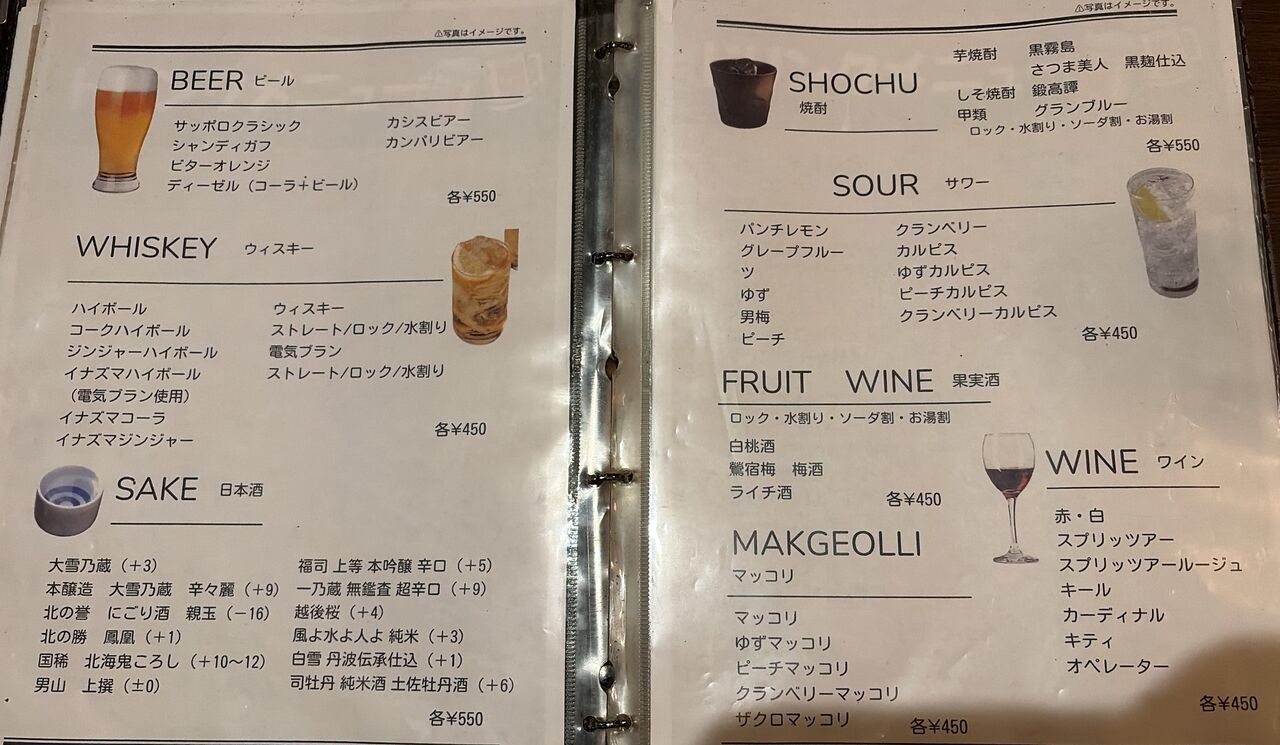 ⚠写真はイメージです。
BEER ビール
サッポロクラシック
シャンディガフ
ビターオレンジ
ディーゼル（コーラ＋ビール）
カシスビアー
カンパリビアー
各¥550
WHISKEY ウィスキー
ハイボール
コークハイボール
ジンジャーハイボール
イナズマハイボール
（電気ブラン使用）
イナズマコーラ
イナズマジンジャー
ウィスキー
ストレート/ロック/水割り
電気ブラン
ストレート/ロック/水割り
各¥450
SAKE 日本酒
大雪乃蔵（＋3）
本醸造　大雪乃蔵　辛々麗（＋9）
北の誉　にごり酒　親玉（－16）
北の勝　鳳凰（＋1）
国稀　北海鬼ころし（＋10～12）
男山　上撰（±0）
福司 上等 本吟醸 辛口（＋5）
一乃蔵 無鑑査 超辛口（＋9）
越後桜（＋4）
風よ水よ人よ 純米（＋3）
白雪 丹波伝承仕込（＋1）
司牡丹 純米酒 土佐牡丹酒（＋6）
各¥550
⚠写真はイメージです。
SHOCHU
焼酎
芋焼酎　黒霧島
さつま美人　黒麹仕込
しそ焼酎　鍛高譚
甲類　グランブルー
ロック・水割り・ソーダ割・お湯割
各¥550
SOUR サワー
パンチレモン
グレープフルー
ツ
ゆず
男梅
ピーチ
クランベリー
カルピス
ゆずカルピス
ピーチカルピス
クランベリーカルピス
各¥450
FRUIT WINE 果実酒
ロック・水割り・ソーダ割・お湯割
白桃酒
鶯宿梅　梅酒
ライチ酒
各¥450
MAKGEOLLI
マッコリ
マッコリ
ゆずマッコリ
ピーチマッコリ
クランベリーマッコリ
ザクロマッコリ
各¥450
WINE ワイン
赤・白
スプリッツアー
スプリッツアールージュ
キール
カーディナル
キティ
オペレーター
各¥450